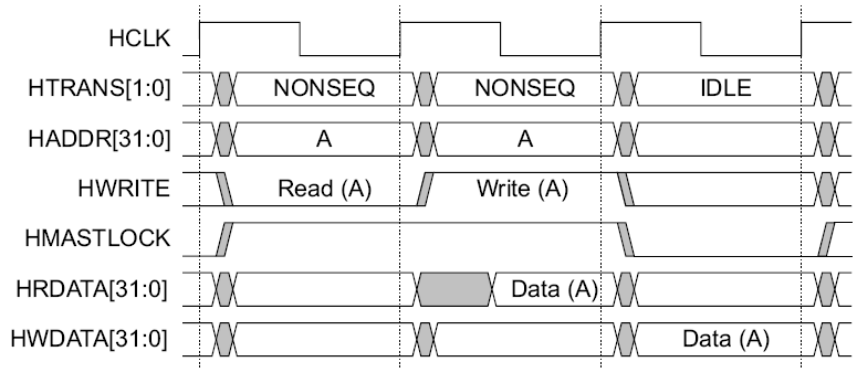 HCLK
HTRANS[1:0] NONSEQ NONSEQ IDLE
HADDR[31:0] A A
HWRITE Read (A) Write (A)
HMASTLOCK
HRDATA[31:0] Data (A)
HWDATA[31:0] Data (A)